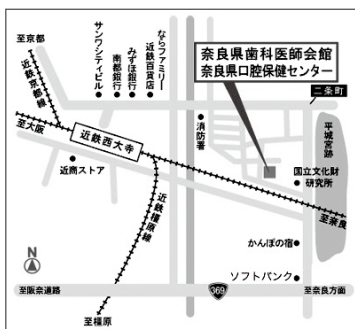 至京都
近鉄京都線
サンワシティビル
南都銀行
みずほ銀行
近鉄百貨店
ならファミリー
奈良県歯科医師会館
奈良県口腔保健センター
二条町
至大阪
近鉄西大寺
消防署
平城宮跡
近商ストア
国立文化財
研究所
近鉄橿原線
至奈良
かんぽの宿
N
ソフトバンク
至阪奈道路
369
至奈良方面
至橿原